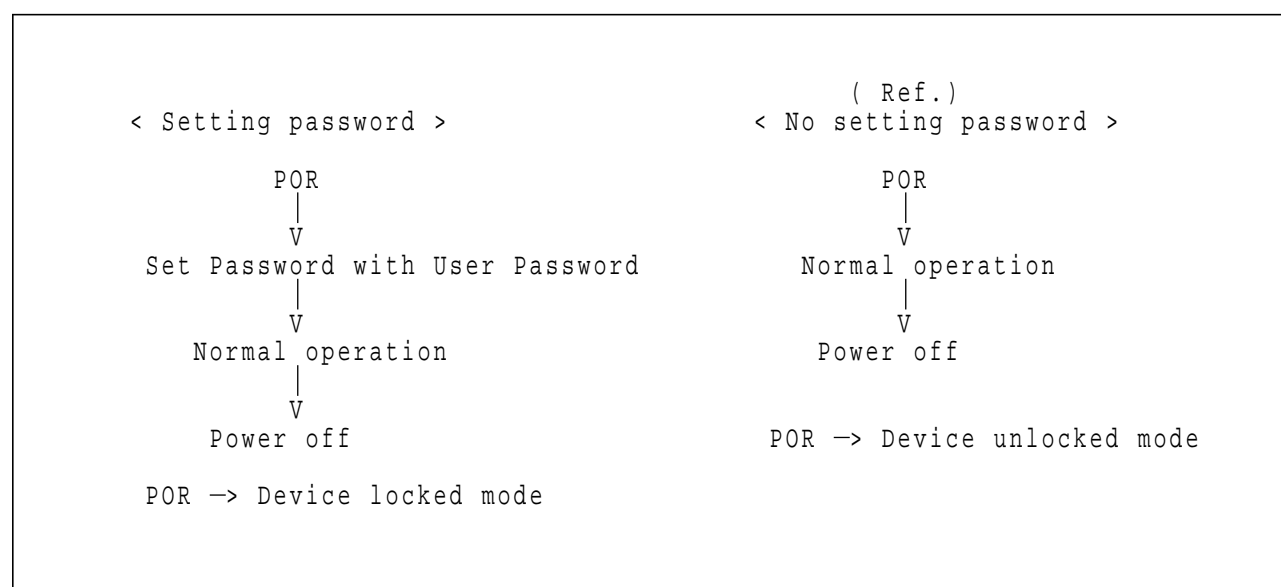 ( Ref.)
< Setting password > < No setting password >
POR POR
V V
Set Password with User Password Normal operation
V V
Normal operation Power off
V
Power off POR —> Device unlocked mode
POR —> Device locked mode